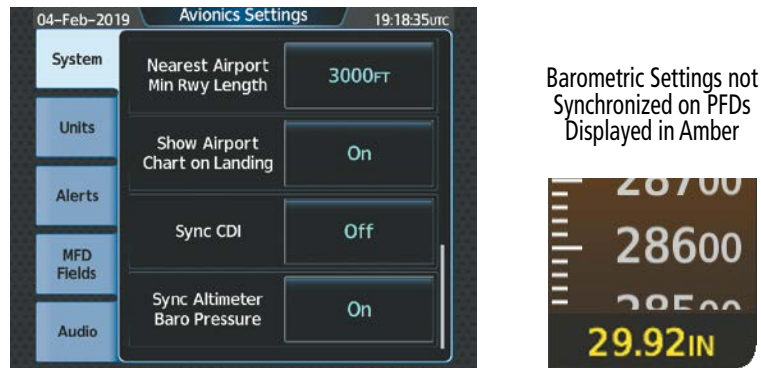 04-Feb-2019 Avionics Settings 19:18:35UTC
System
Units
Alerts
MFD
Fields
Audio
Nearest Airport
Min Rwy Length
3000FT
Show Airport
Chart on Landing
On
Sync CDI
Off
Sync Altimeter
Baro Pressure
On
Barometric Settings not
Synchronized on PFDs
Displayed in Amber
28700
28600
28500
29.92IN